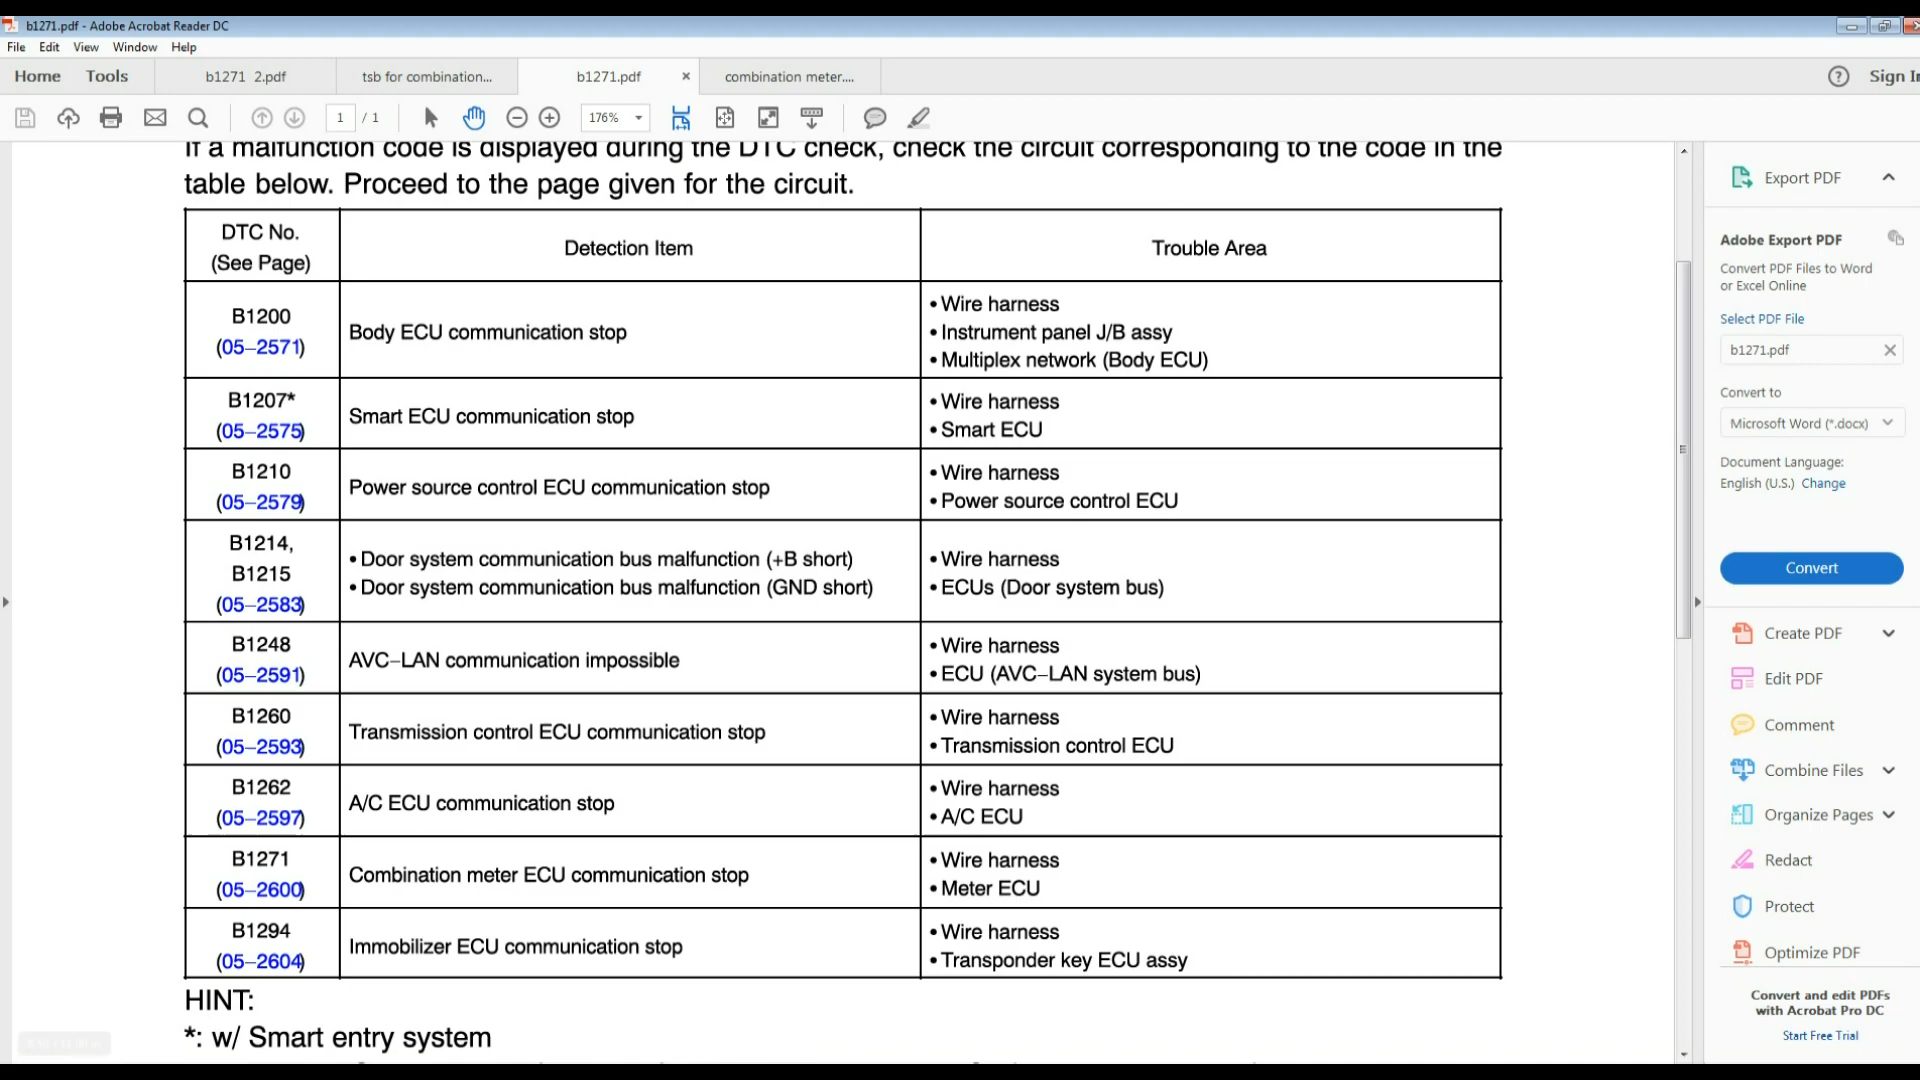 b1271.pdf - Adobe Acrobat Reader DC
File Edit View Window Help
Home Tools b1271 2.pdf tsb for combination... b1271.pdf × combination meter.... ? Sign In
1 / 1 176%
If a malfunction code is displayed during the DTC check, check the circuit corresponding to the code in the
table below. Proceed to the page given for the circuit.
DTC No.
(See Page)
Detection Item
Trouble Area
B1200
(05–2571)
Body ECU communication stop
• Wire harness
• Instrument panel J/B assy
• Multiplex network (Body ECU)
B1207*
(05–2575)
Smart ECU communication stop
• Wire harness
• Smart ECU
B1210
(05–2579)
Power source control ECU communication stop
• Wire harness
• Power source control ECU
B1214,
B1215
(05–2583)
• Door system communication bus malfunction (+B short)
• Door system communication bus malfunction (GND short)
• Wire harness
• ECUs (Door system bus)
B1248
(05–2591)
AVC–LAN communication impossible
• Wire harness
• ECU (AVC–LAN system bus)
B1260
(05–2593)
Transmission control ECU communication stop
• Wire harness
• Transmission control ECU
B1262
(05–2597)
A/C ECU communication stop
• Wire harness
• A/C ECU
B1271
(05–2600)
Combination meter ECU communication stop
• Wire harness
• Meter ECU
B1294
(05–2604)
Immobilizer ECU communication stop
• Wire harness
• Transponder key ECU assy
HINT:
*: w/ Smart entry system
Export PDF
Adobe Export PDF
Convert PDF Files to Word
or Excel Online
Select PDF File
b1271.pdf
Convert to
Microsoft Word (*.docx)
Document Language:
English (U.S.) Change
Convert
Create PDF
Edit PDF
Comment
Combine Files
Organize Pages
Redact
Protect
Optimize PDF
Convert and edit PDFs
with Acrobat Pro DC
Start Free Trial